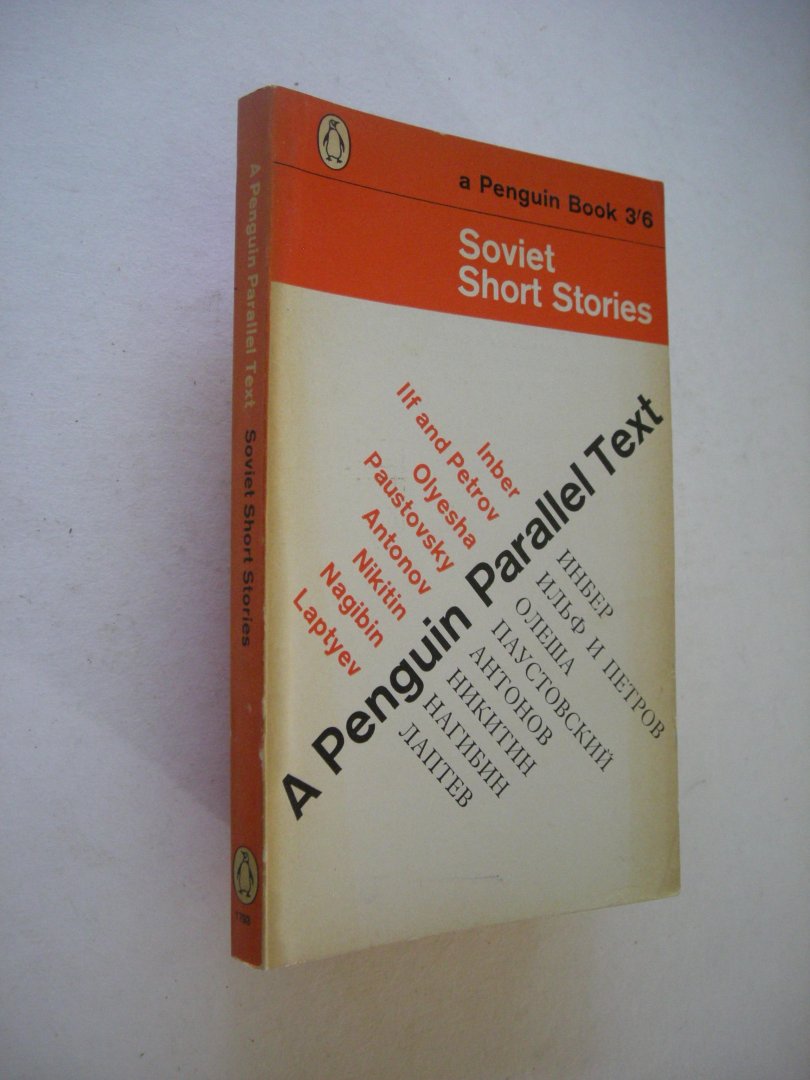 A Penguin Parallel Text Soviet Short Stories
a Penguin Book 3/6
Soviet
Short Stories
Inber
Ilf and Petrov
Olyesha
Paustovsky
Antonov
Nikitin
Nagibin
Laptyev
A Penguin Parallel Text
ИНБЕР
ИЛЬФ И ПЕТРОВ
ОЛЕША
ПАУСТОВСКИЙ
АНТОНОВ
НИКИТИН
НАГИБИН
ЛАПТЕВ